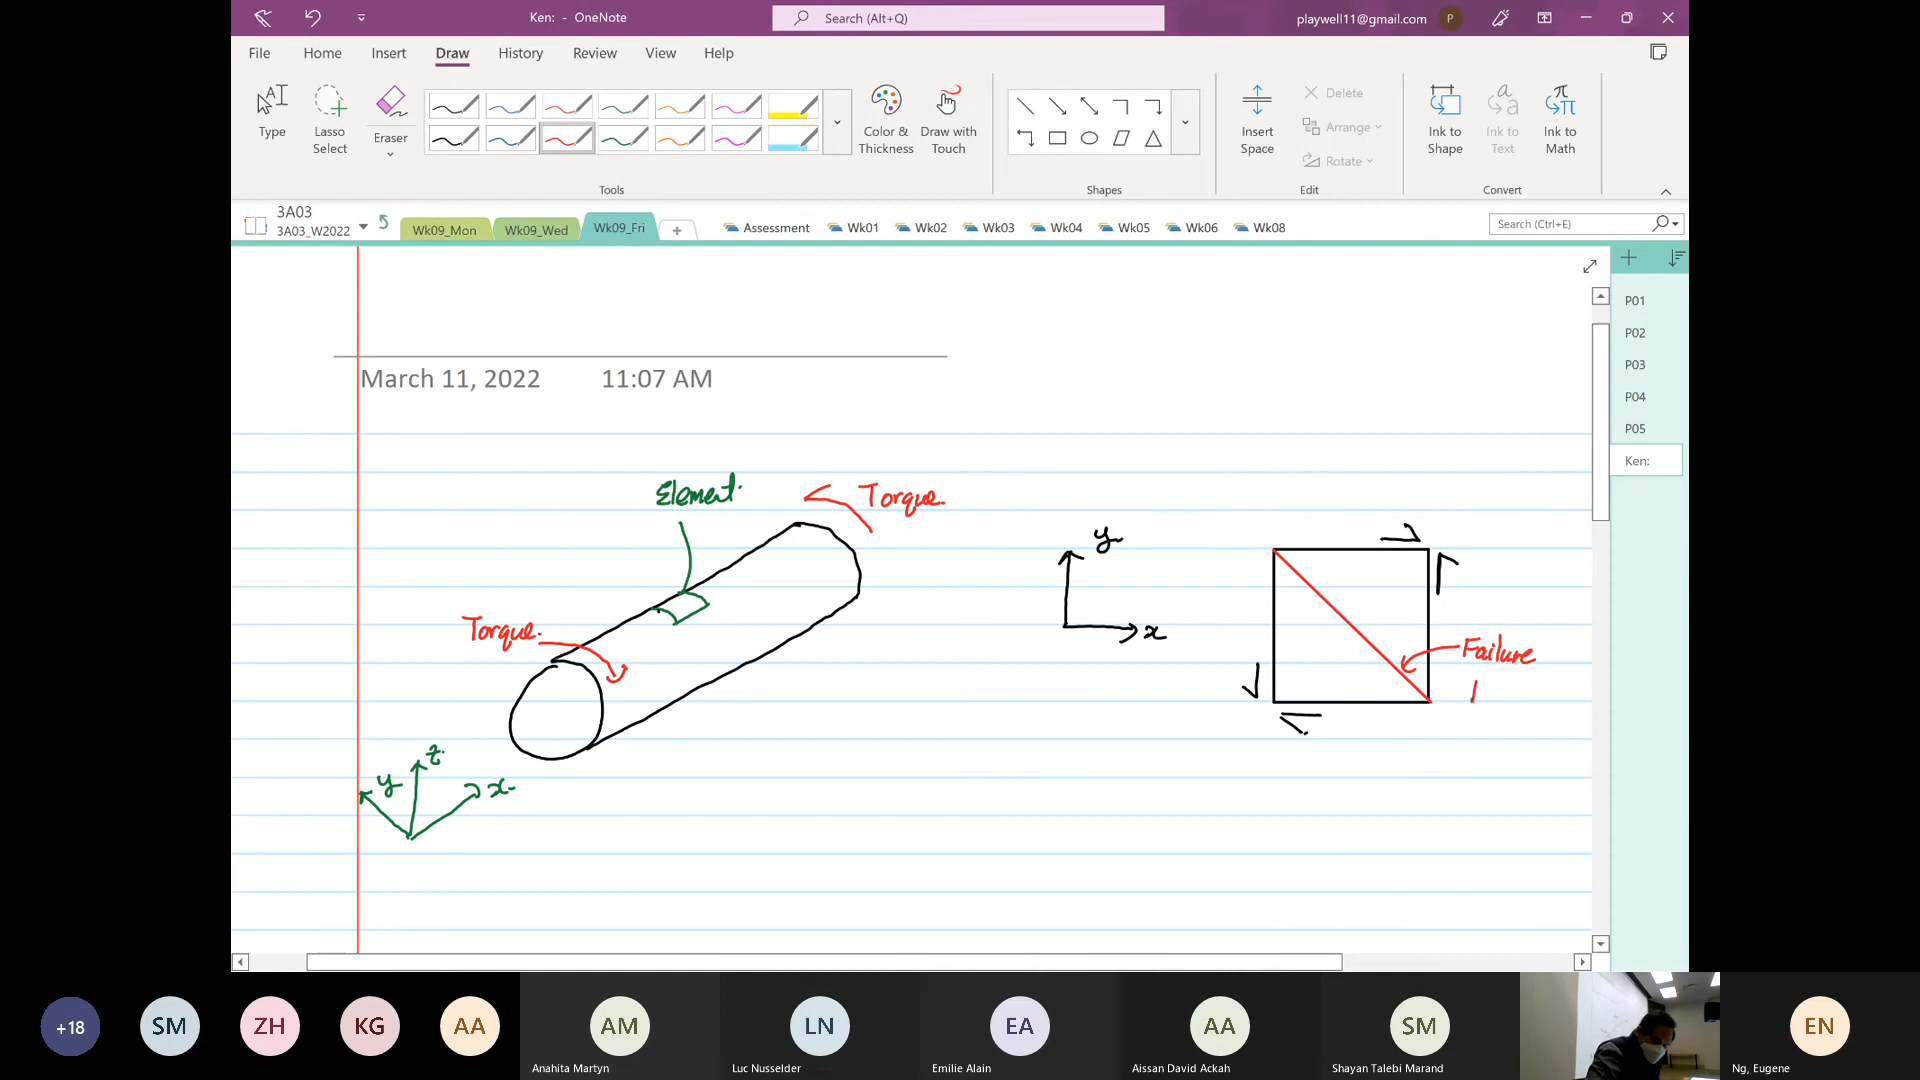 Ken: - OneNote
Search (Alt+Q)
playwell11@gmail.com
P
File Home Insert Draw History Review View Help
Type
Lasso Select
Eraser
Color & Thickness
Draw with Touch
Insert Space
Delete
Arrange
Rotate
Ink to Shape
Ink to Text
Ink to Math
Tools
Shapes
Edit
Convert
3A03
3A03_W2022
Wk09_Mon
Wk09_Wed
Wk09_Fri
Assessment
Wk01
Wk02
Wk03
Wk04
Wk05
Wk06
Wk08
Search (Ctrl+E)
P01
P02
P03
P04
P05
Ken:
March 11, 2022 11:07 AM
Element.
Torque.
Torque.
y
x
Failure
z.
y
x.
+18
SM
ZH
KG
AA
AM
LN
EA
AA
SM
EN
Anahita Martyn
Luc Nusselder
Emilie Alain
Aissan David Ackah
Shayan Talebi Marand
Ng, Eugene